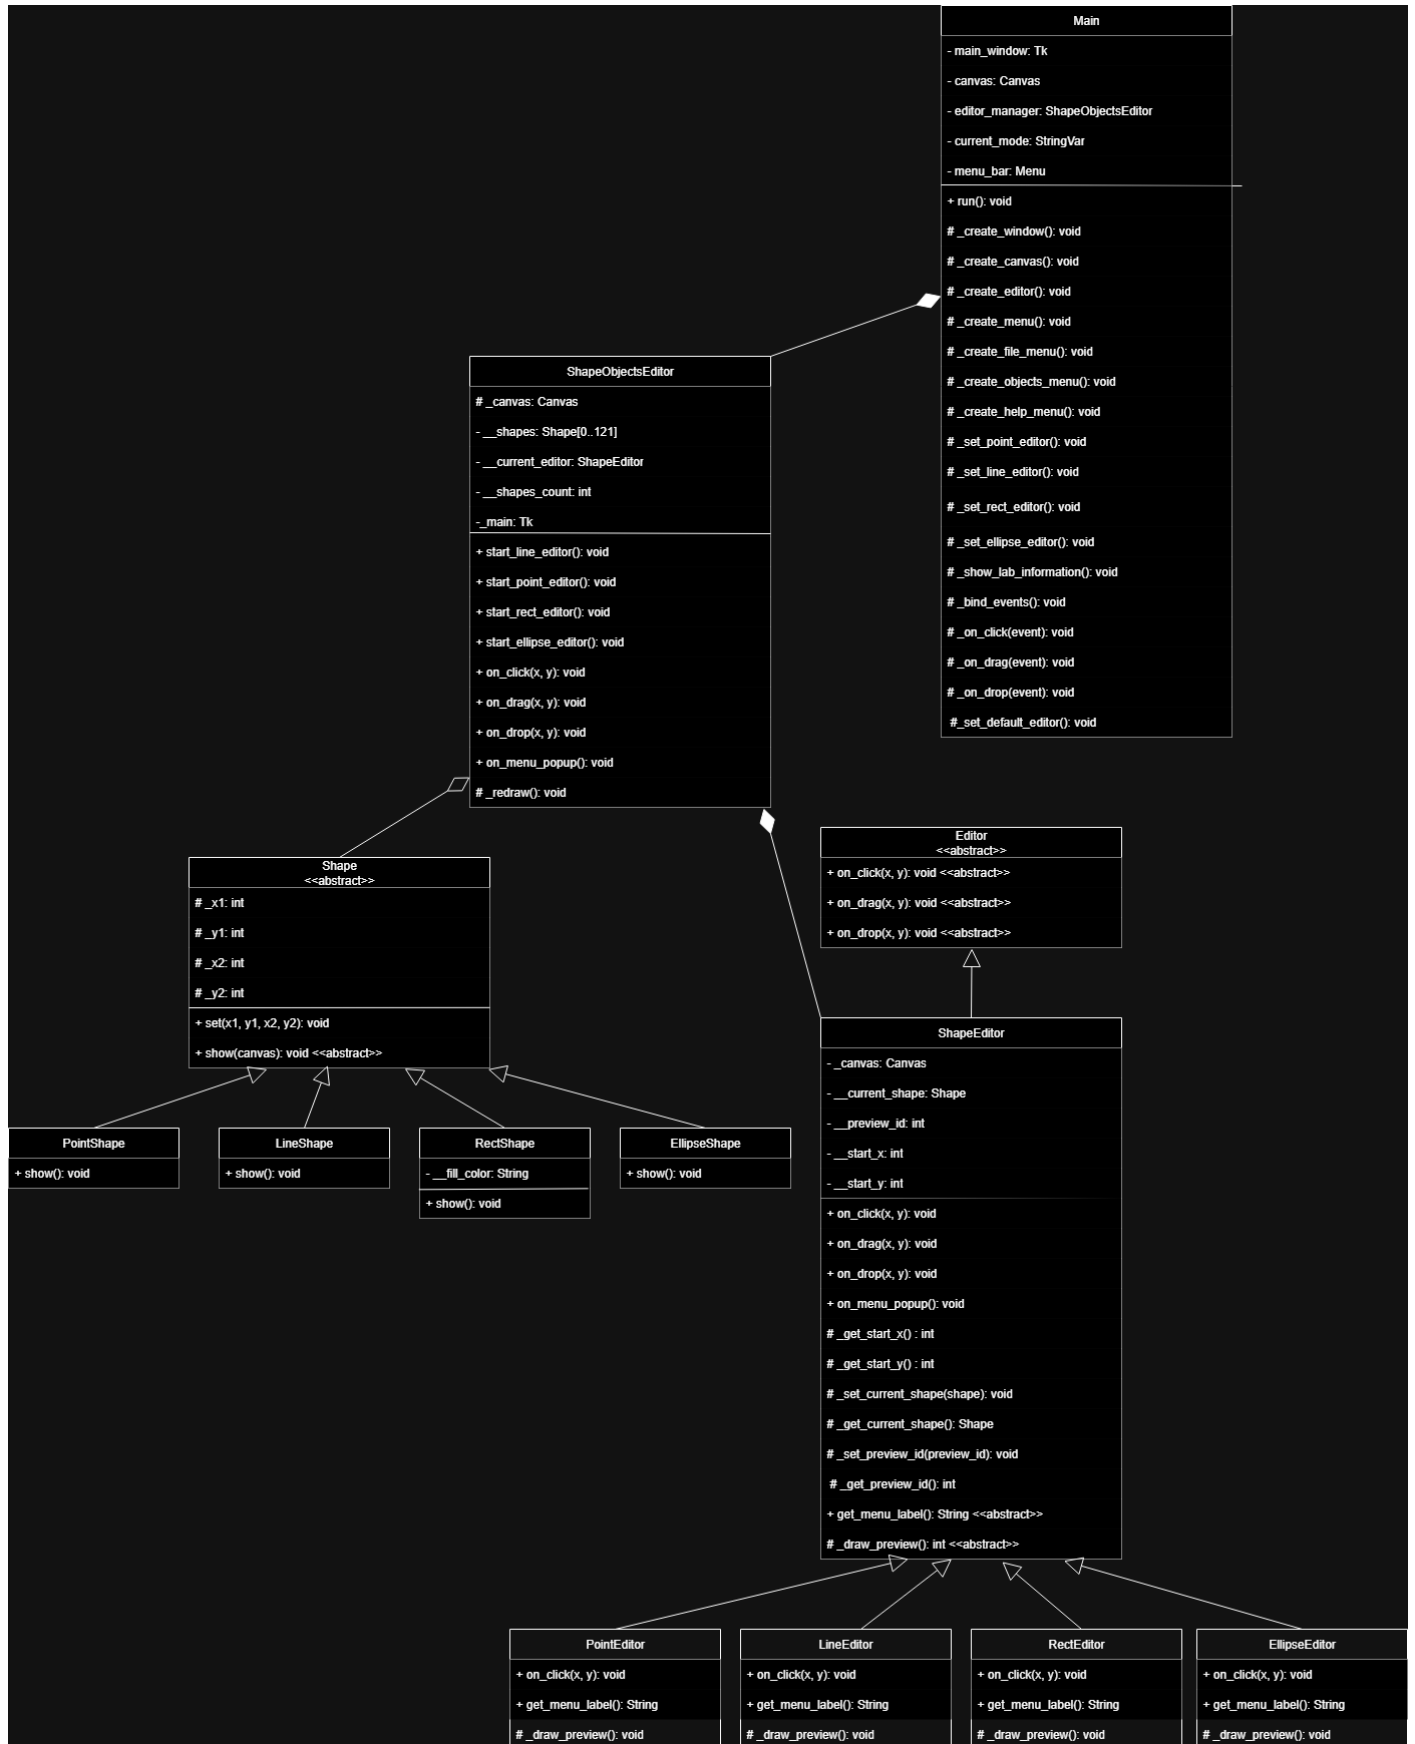 Main
- main_window: Tk
- canvas: Canvas
- editor_manager: ShapeObjectsEditor
- current_mode: StringVar
- menu_bar: Menu
+ run(): void
# _create_window(): void
# _create_canvas(): void
# _create_editor(): void
# _create_menu(): void
# _create_file_menu(): void
# _create_objects_menu(): void
# _create_help_menu(): void
# _set_point_editor(): void
# _set_line_editor(): void
# _set_rect_editor(): void
# _set_ellipse_editor(): void
# _show_lab_information(): void
# _bind_events(): void
# _on_click(event): void
# _on_drag(event): void
# _on_drop(event): void
#_set_default_editor(): void
ShapeObjectsEditor
# _canvas: Canvas
- __shapes: Shape[0..121]
- __current_editor: ShapeEditor
- __shapes_count: int
-_main: Tk
+ start_line_editor(): void
+ start_point_editor(): void
+ start_rect_editor(): void
+ start_ellipse_editor(): void
+ on_click(x, y): void
+ on_drag(x, y): void
+ on_drop(x, y): void
+ on_menu_popup(): void
# _redraw(): void
Shape
<<abstract>>
# _x1: int
# _y1: int
# _x2: int
# _y2: int
+ set(x1, y1, x2, y2): void
+ show(canvas): void <<abstract>>
PointShape
+ show(): void
LineShape
+ show(): void
RectShape
- __fill_color: String
+ show(): void
EllipseShape
+ show(): void
Editor
<<abstract>>
+ on_click(x, y): void <<abstract>>
+ on_drag(x, y): void <<abstract>>
+ on_drop(x, y): void <<abstract>>
ShapeEditor
- _canvas: Canvas
- __current_shape: Shape
- __preview_id: int
- __start_x: int
- __start_y: int
+ on_click(x, y): void
+ on_drag(x, y): void
+ on_drop(x, y): void
+ on_menu_popup(): void
# _get_start_x() : int
# _get_start_y() : int
# _set_current_shape(shape): void
# _get_current_shape(): Shape
# _set_preview_id(preview_id): void
# _get_preview_id(): int
+ get_menu_label(): String <<abstract>>
# _draw_preview(): int <<abstract>>
PointEditor
+ on_click(x, y): void
+ get_menu_label(): String
# _draw_preview(): void
LineEditor
+ on_click(x, y): void
+ get_menu_label(): String
# _draw_preview(): void
RectEditor
+ on_click(x, y): void
+ get_menu_label(): String
# _draw_preview(): void
EllipseEditor
+ on_click(x, y): void
+ get_menu_label(): String
# _draw_preview(): void